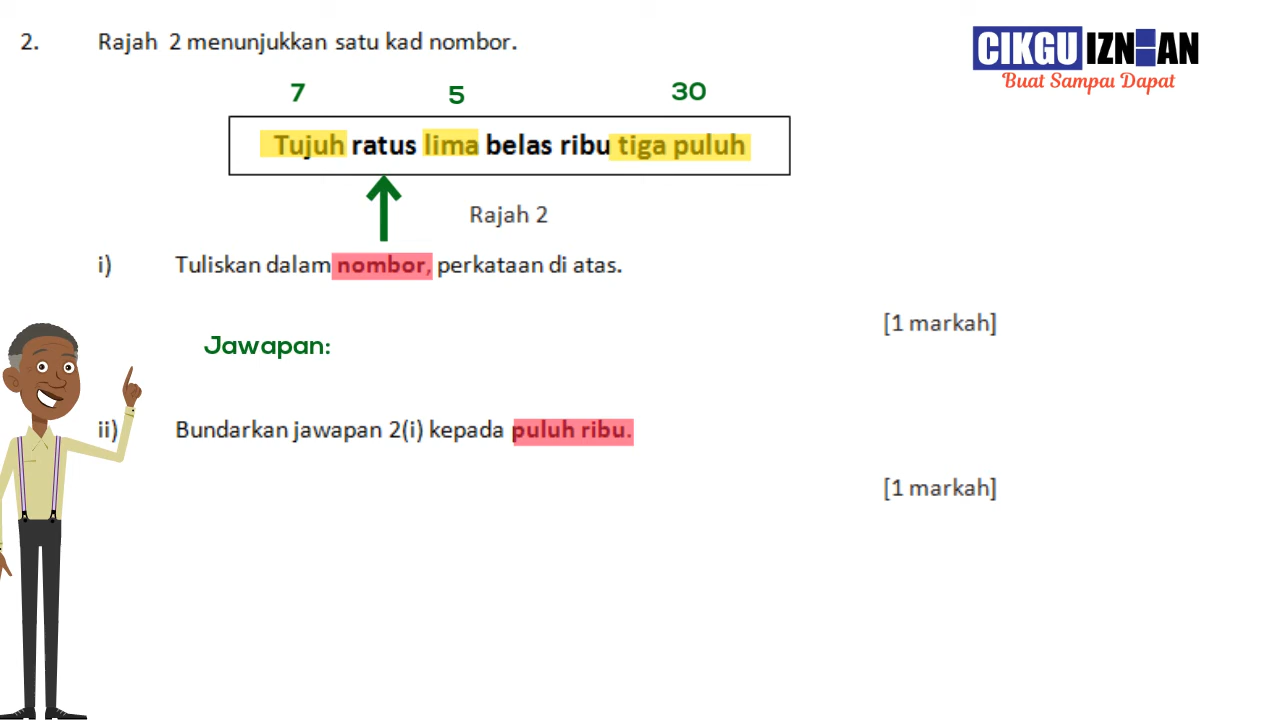 2. Rajah 2 menunjukkan satu kad nombor.
CIKGU IZN-AN
Buat Sampai Dapat
7 5 30
Tujuh ratus lima belas ribu tiga puluh
Rajah 2
i) Tuliskan dalam nombor, perkataan di atas.
[1 markah]
Jawapan:
ii) Bundarkan jawapan 2(i) kepada puluh ribu.
[1 markah]